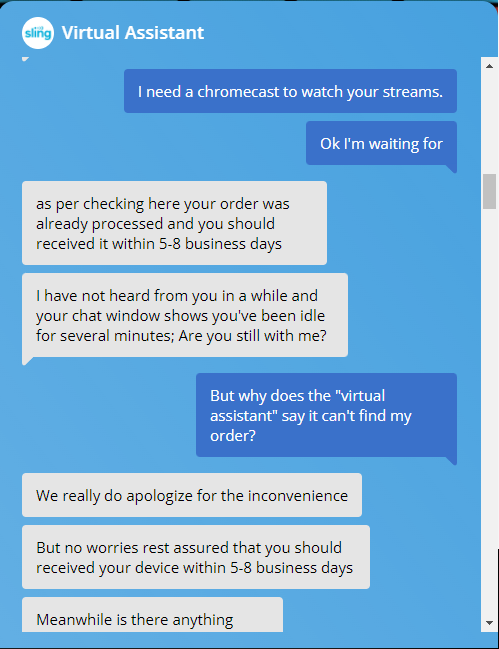 sling
Virtual Assistant
I need a chromecast to watch your streams.
Ok I'm waiting for
as per checking here your order was
already processed and you should
received it within 5-8 business days
I have not heard from you in a while and
your chat window shows you've been idle
for several minutes; Are you still with me?
But why does the "virtual
assistant" say it can't find my
order?
We really do apologize for the inconvenience
But no worries rest assured that you should
received your device within 5-8 business days
Meanwhile is there anything